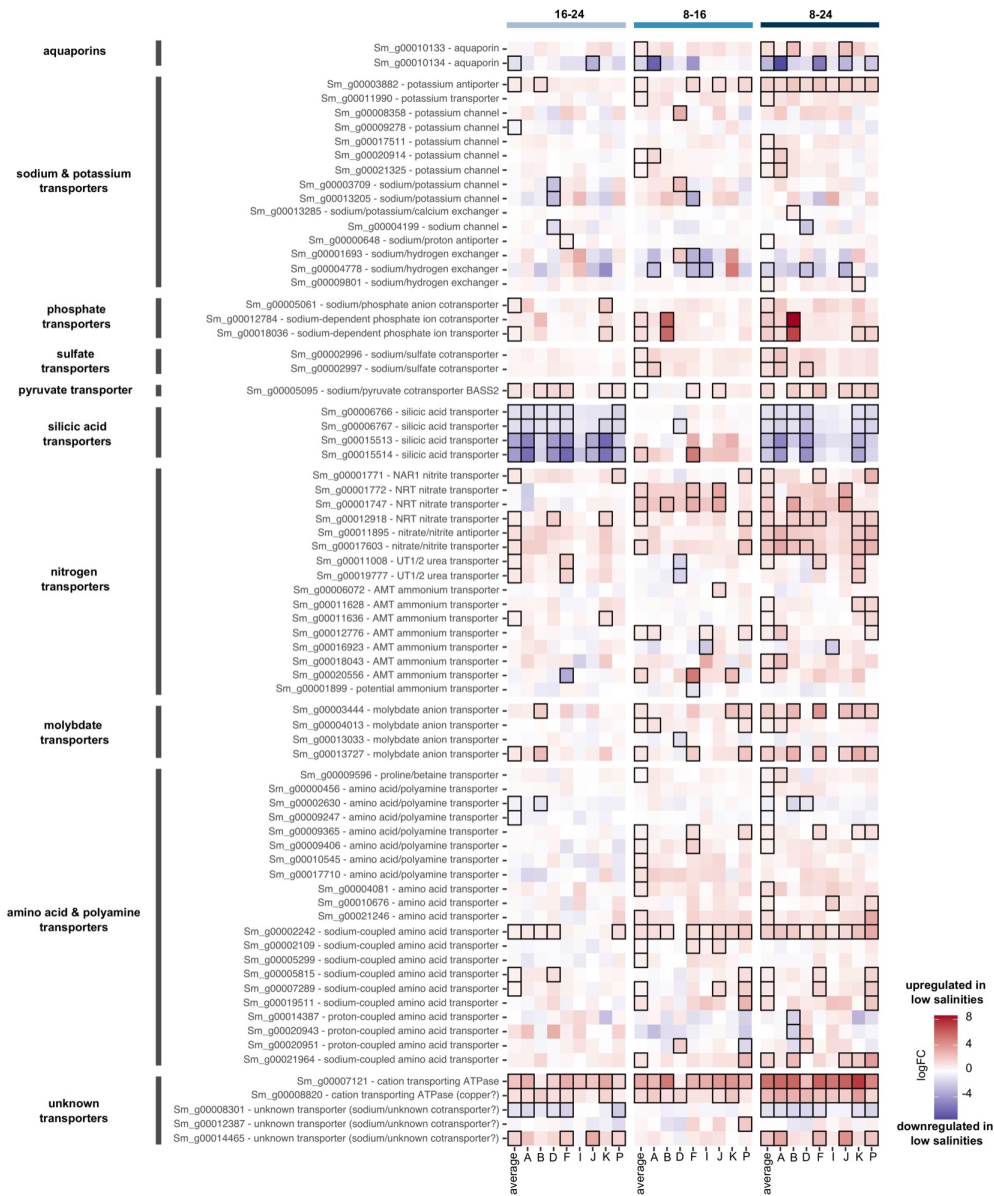 16-24 8-16 8-24
aquaporins
Sm_g00010133 - aquaporin
Sm_g00010134 - aquaporin
sodium & potassium
transporters
Sm_g00003882 - potassium antiporter
Sm_g00011990 - potassium transporter
Sm_g00008358 - potassium channel
Sm_g00009278 - potassium channel
Sm_g00017511 - potassium channel
Sm_g00020914 - potassium channel
Sm_g00021325 - potassium channel
Sm_g00003709 - sodium/potassium channel
Sm_g00013205 - sodium/potassium channel
Sm_g00013285 - sodium/potassium/calcium exchanger
Sm_g00004199 - sodium channel
Sm_g00000648 - sodium/proton antiporter
Sm_g00001693 - sodium/hydrogen exchanger
Sm_g00004778 - sodium/hydrogen exchanger
Sm_g00009801 - sodium/hydrogen exchanger
phosphate
transporters
Sm_g00005061 - sodium/phosphate anion cotransporter
Sm_g00012784 - sodium-dependent phosphate ion cotransporter
Sm_g00018036 - sodium-dependent phosphate ion transporter
sulfate
transporters
Sm_g00002996 - sodium/sulfate cotransporter
Sm_g00002997 - sodium/sulfate cotransporter
pyruvate transporter
Sm_g00005095 - sodium/pyruvate cotransporter BASS2
silicic acid
transporters
Sm_g00006766 - silicic acid transporter
Sm_g00006767 - silicic acid transporter
Sm_g00015513 - silicic acid transporter
Sm_g00015514 - silicic acid transporter
nitrogen
transporters
Sm_g00001771 - NAR1 nitrite transporter
Sm_g00001772 - NRT nitrate transporter
Sm_g00001747 - NRT nitrate transporter
Sm_g00012918 - NRT nitrate transporter
Sm_g00011895 - nitrate/nitrite antiporter
Sm_g00017603 - nitrate/nitrite transporter
Sm_g00011008 - UT1/2 urea transporter
Sm_g00019777 - UT1/2 urea transporter
Sm_g00006072 - AMT ammonium transporter
Sm_g00011628 - AMT ammonium transporter
Sm_g00011636 - AMT ammonium transporter
Sm_g00012776 - AMT ammonium transporter
Sm_g00016923 - AMT ammonium transporter
Sm_g00018043 - AMT ammonium transporter
Sm_g00020556 - AMT ammonium transporter
Sm_g00001899 - potential ammonium transporter
molybdate
transporters
Sm_g00003444 - molybdate anion transporter
Sm_g00004013 - molybdate anion transporter
Sm_g00013033 - molybdate anion transporter
Sm_g00013727 - molybdate anion transporter
amino acid & polyamine
transporters
Sm_g00009596 - proline/betaine transporter
Sm_g00000456 - amino acid/polyamine transporter
Sm_g00002630 - amino acid/polyamine transporter
Sm_g00009247 - amino acid/polyamine transporter
Sm_g00009365 - amino acid/polyamine transporter
Sm_g00009406 - amino acid/polyamine transporter
Sm_g00010545 - amino acid/polyamine transporter
Sm_g00017710 - amino acid/polyamine transporter
Sm_g00004081 - amino acid transporter
Sm_g00010676 - amino acid transporter
Sm_g00021246 - amino acid transporter
Sm_g00002242 - sodium-coupled amino acid transporter
Sm_g00002109 - sodium-coupled amino acid transporter
Sm_g00005299 - sodium-coupled amino acid transporter
Sm_g00005815 - sodium-coupled amino acid transporter
Sm_g00007289 - sodium-coupled amino acid transporter
Sm_g00019511 - sodium-coupled amino acid transporter
Sm_g00014387 - proton-coupled amino acid transporter
Sm_g00020943 - proton-coupled amino acid transporter
Sm_g00020951 - proton-coupled amino acid transporter
Sm_g00021964 - sodium-coupled amino acid transporter
unknown
transporters
Sm_g00007121 - cation transporting ATPase
Sm_g00008820 - cation transporting ATPase (copper?)
Sm_g00008301 - unknown transporter (sodium/unknown cotransporter?)
Sm_g00012387 - unknown transporter (sodium/unknown cotransporter?)
Sm_g00014465 - unknown transporter (sodium/unknown cotransporter?)
average A B D F I J K P average A B D F I J K P average A B D F I J K P
upregulated in
low salinities
logFC
8
4
0
-4
downregulated in
low salinities